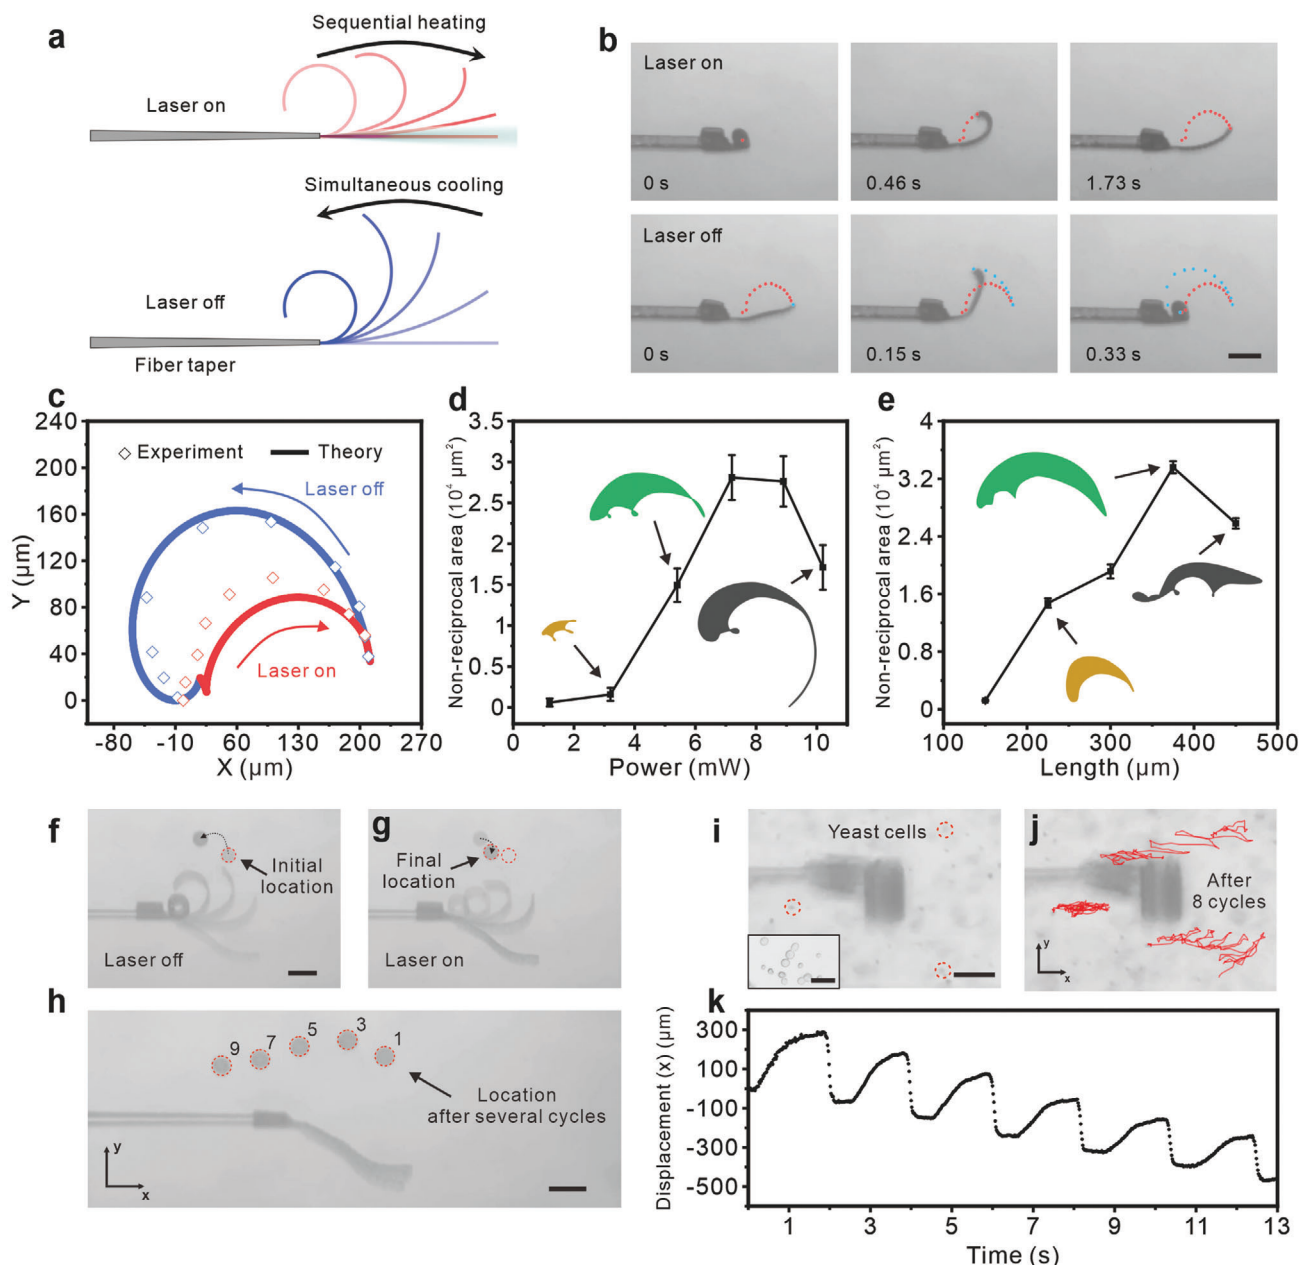 a
Sequential heating
Laser on
Simultaneous cooling
Laser off
Fiber taper
b
Laser on
0 s
0.46 s
1.73 s
Laser off
0 s
0.15 s
0.33 s
c
240
200
160
120
80
40
0
Y (µm)
Experiment
Theory
Laser off
Laser on
-80
-10
60
130
200
270
X (µm)
d
3.5
3
2.5
2
1.5
1
0.5
0
Non-reciprocal area (10⁴ µm²)
0
2
4
6
8
10
Power (mW)
e
4
3.2
2.4
1.6
0.8
0
Non-reciprocal area (10⁴ µm²)
100
200
300
400
500
Length (µm)
f
Initial
location
Laser off
g
Final
location
Laser on
h
9
7
5
3
1
Location
after several cycles
y
x
i
Yeast cells
j
After
8 cycles
y
x
k
300
100
-100
-300
-500
Displacement (x) (µm)
1
3
5
7
9
11
13
Time (s)